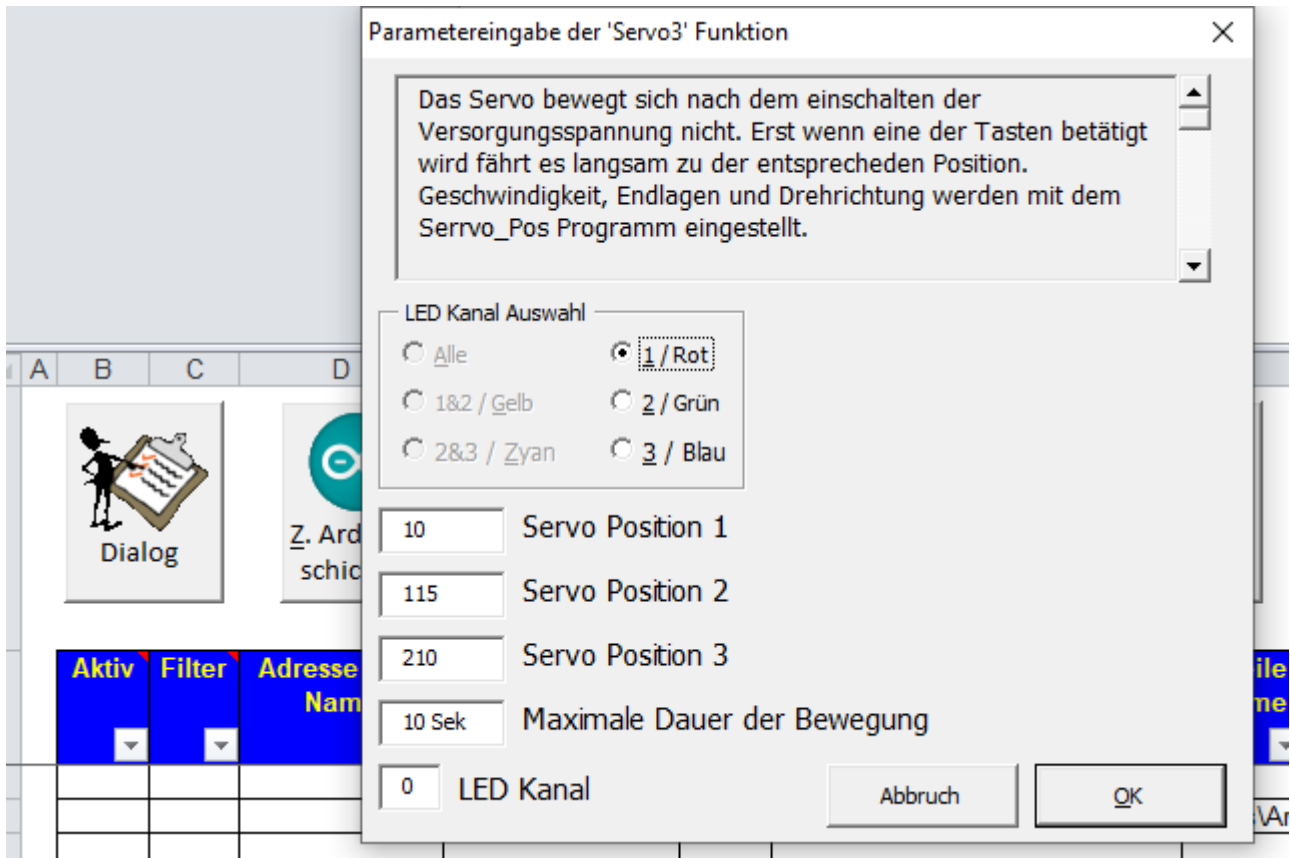 Parametereingabe der 'Servo3' Funktion
Das Servo bewegt sich nach dem einschalten der
Versorgungsspannung nicht. Erst wenn eine der Tasten betätigt
wird fährt es langsam zu der entsprecheden Position.
Geschwindigkeit, Endlagen und Drehrichtung werden mit dem
Serrvo_Pos Programm eingestellt.
LED Kanal Auswahl
Alle 1 / Rot
1&2 / Gelb 2 / Grün
2&3 / Zyan 3 / Blau
10 Servo Position 1
115 Servo Position 2
210 Servo Position 3
10 Sek Maximale Dauer der Bewegung
0 LED Kanal
Abbruch OK
A B C D
Dialog
Z. Ard
schic
Aktiv Filter Adresse
Nam